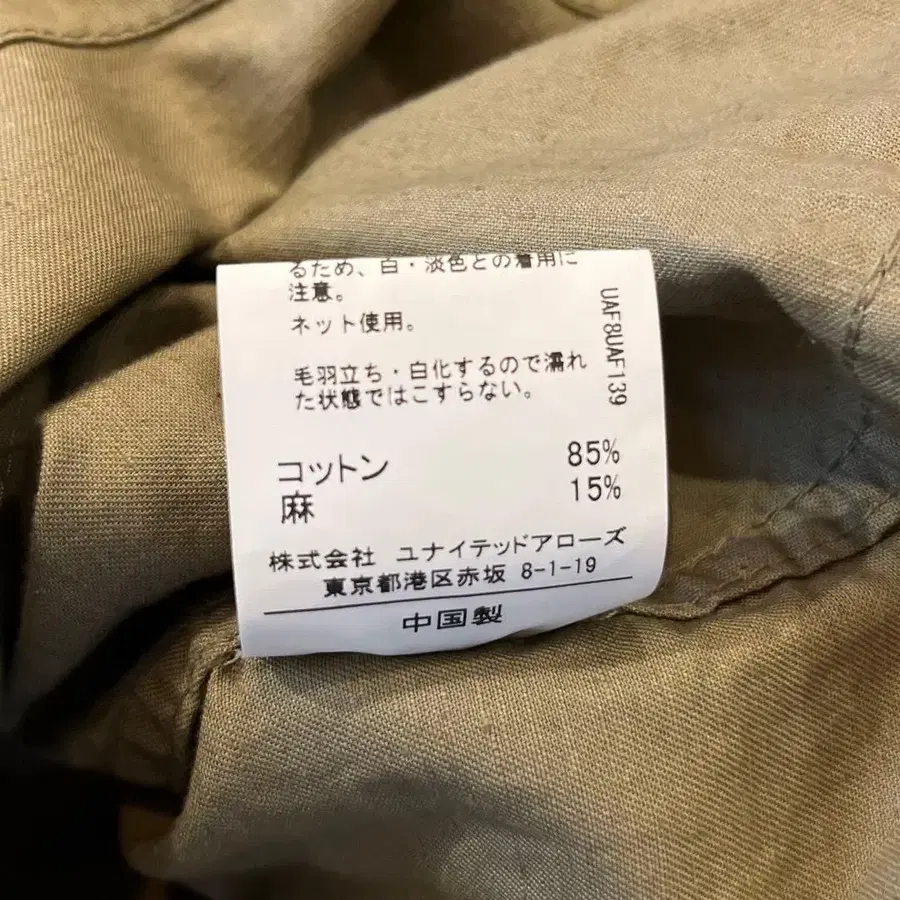 るため、白・淡色との着用に
注意。
ネット使用。
毛羽立ち・白化するので濡れ
た状態ではこすらない。
UAF8UAF139
コットン 85%
麻 15%
株式会社 ユナイテッドアローズ
東京都港区赤坂 8-1-19
中国製